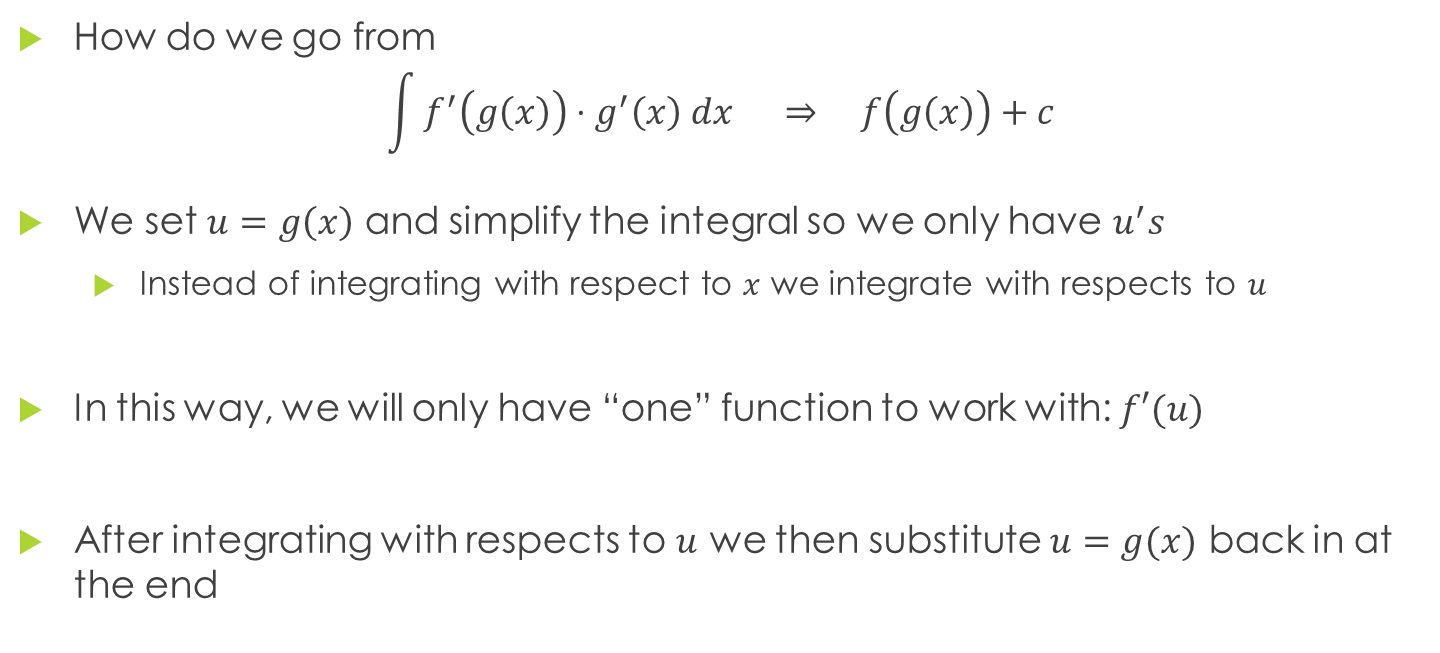 How do we go from
∫ f′(g(x)) · g′(x) dx ⇒ f(g(x)) + c
We set u = g(x) and simplify the integral so we only have u′s
Instead of integrating with respect to x we integrate with respects to u
In this way, we will only have “one” function to work with: f′(u)
After integrating with respects to u we then substitute u = g(x) back in at
the end